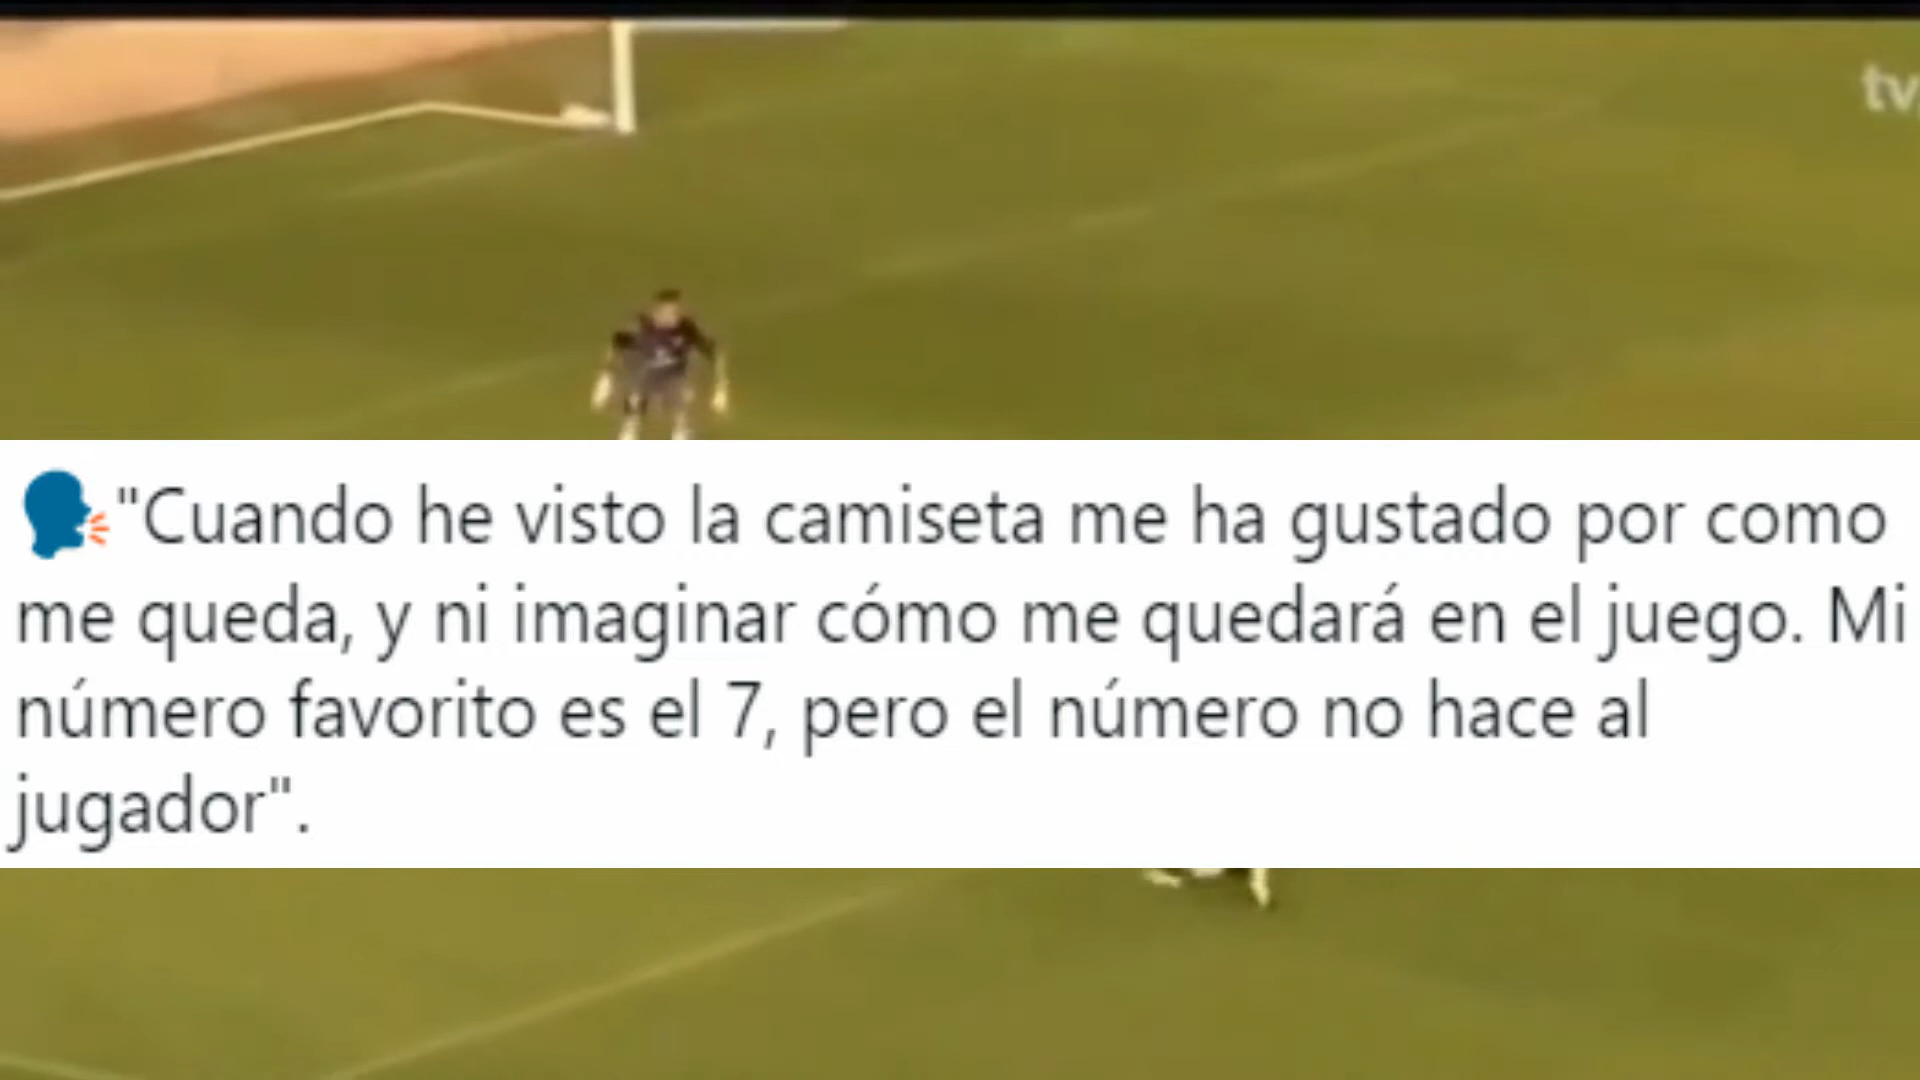 tv
"Cuando he visto la camiseta me ha gustado por como
me queda, y ni imaginar cómo me quedará en el juego. Mi
número favorito es el 7, pero el número no hace al
jugador".